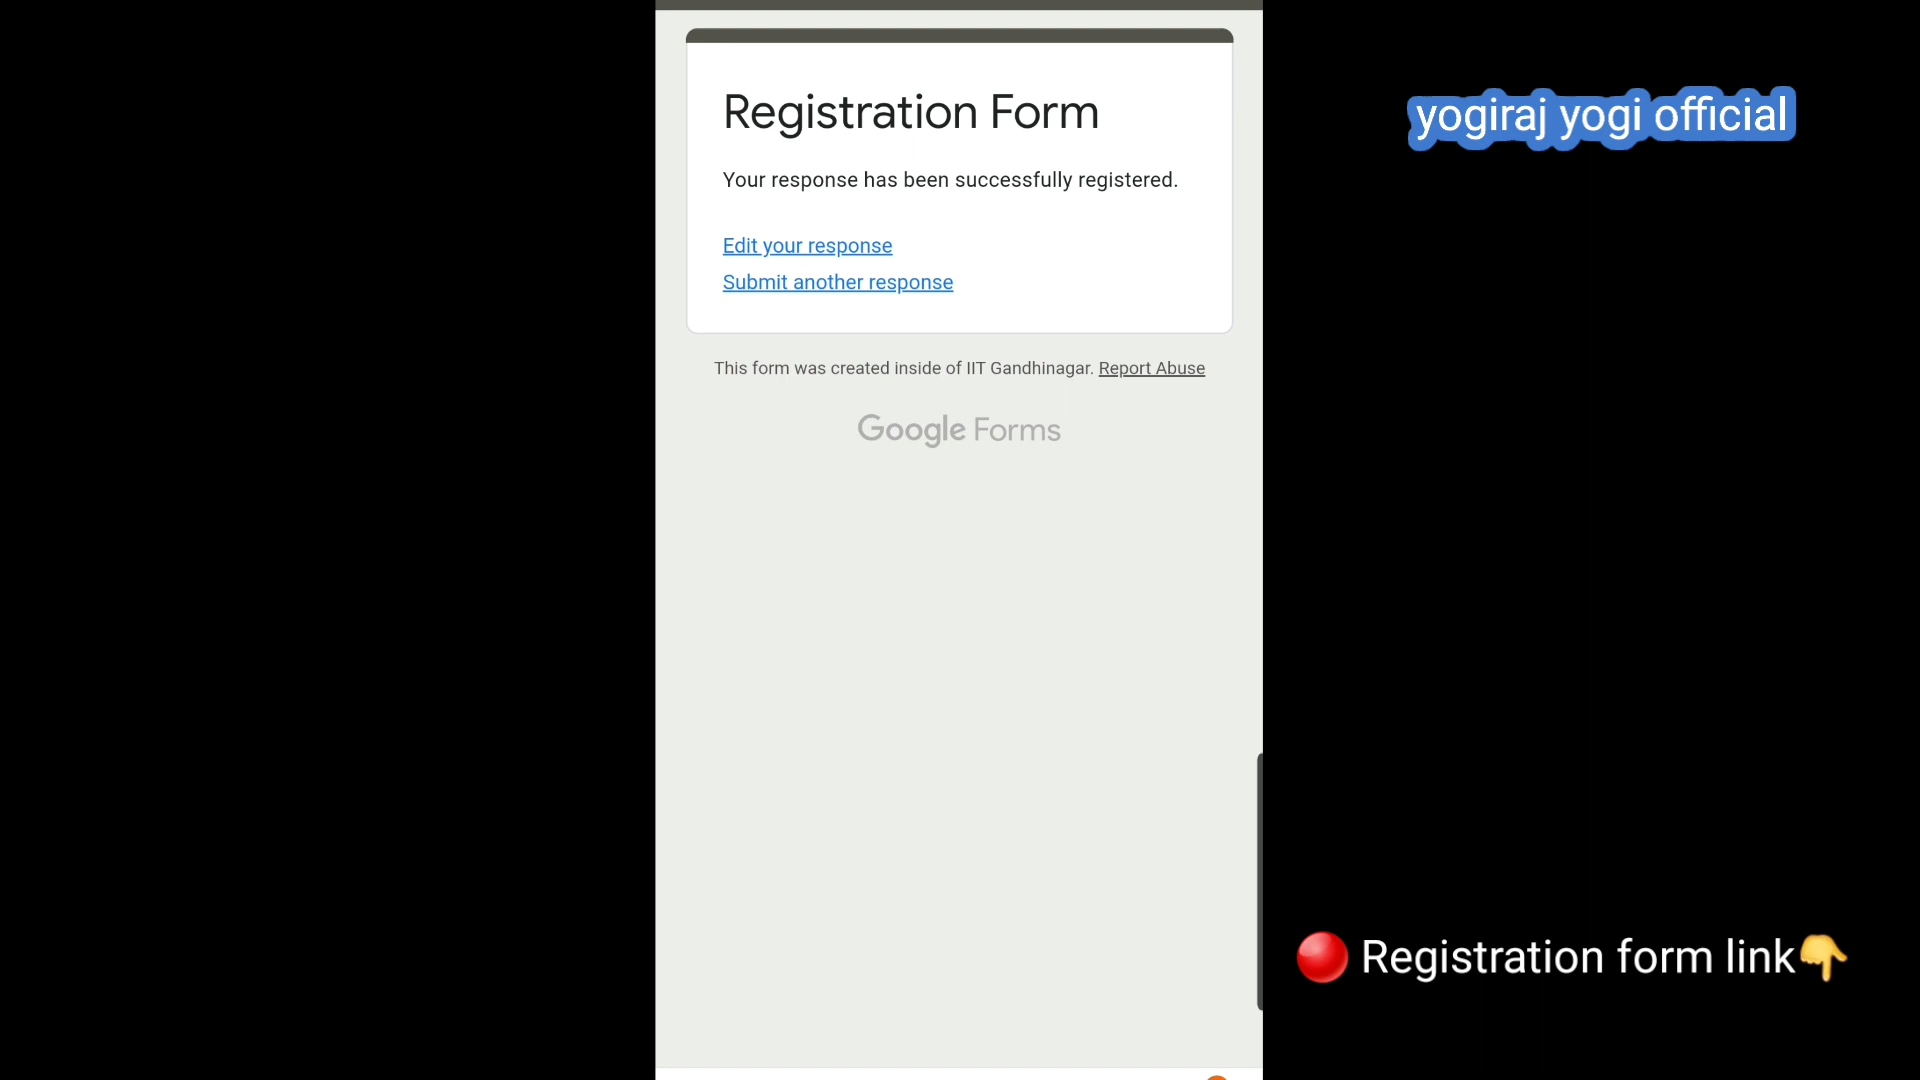 Registration Form
Your response has been successfully registered.
Edit your response
Submit another response
This form was created inside of IIT Gandhinagar. Report Abuse
Google Forms
yogiraj yogi official
🔴 Registration form link👇